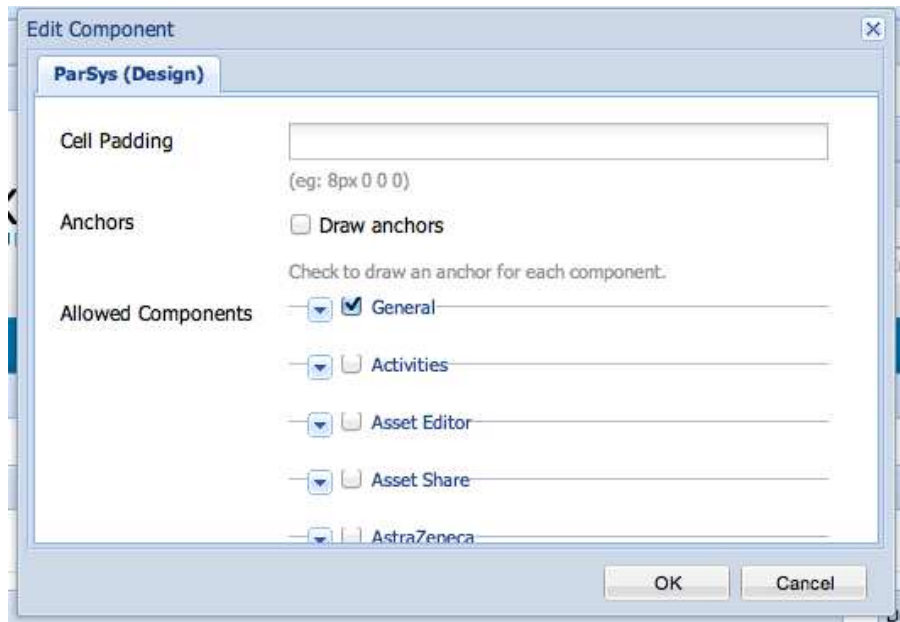 Edit Component
ParSys (Design)
Cell Padding
(eg: 8px 0 0 0)
Anchors
Draw anchors
Check to draw an anchor for each component.
Allowed Components
General
Activities
Asset Editor
Asset Share
AstraZeneca
OK
Cancel